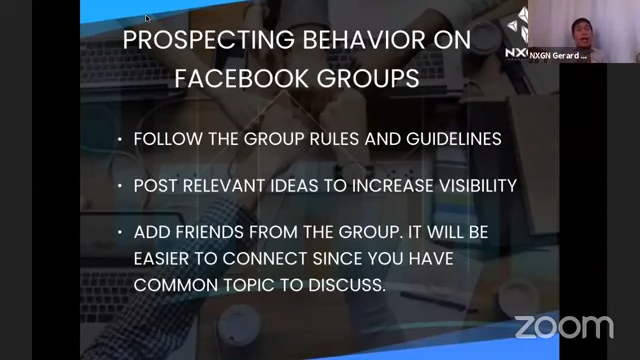 PROSPECTING BEHAVIOR ON
FACEBOOK GROUPS
NXGN Gerard ...
• FOLLOW THE GROUP RULES AND GUIDELINES
• POST RELEVANT IDEAS TO INCREASE VISIBILITY
• ADD FRIENDS FROM THE GROUP. IT WILL BE
EASIER TO CONNECT SINCE YOU HAVE
COMMON TOPIC TO DISCUSS.
zoom